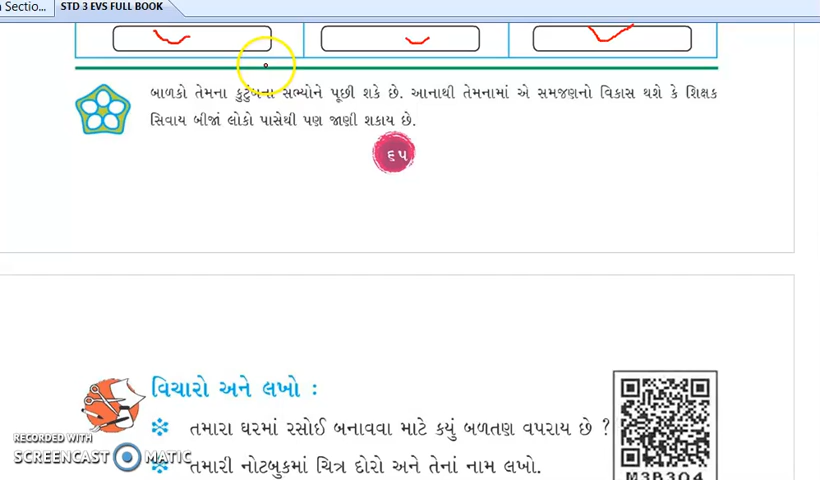 n Sectio...
STD 3 EVS FULL BOOK
બાળકો તેમના કુટુંબના સભ્યોને પૂછી શકે છે. આનાથી તેમનામાં એ સમજણનો વિકાસ થશે કે શિક્ષક
સિવાય બીજાં લોકો પાસેથી પણ જાણી શકાય છે.
૬૫
વિચારો અને લખો :
તમારા ઘરમાં રસોઈ બનાવવા માટે કયું બળતણ વપરાય છે ?
તમારી નોટબુકમાં ચિત્ર દોરો અને તેનાં નામ લખો.
M3B3O4
RECORDED WITH
SCREENCAST MATIC